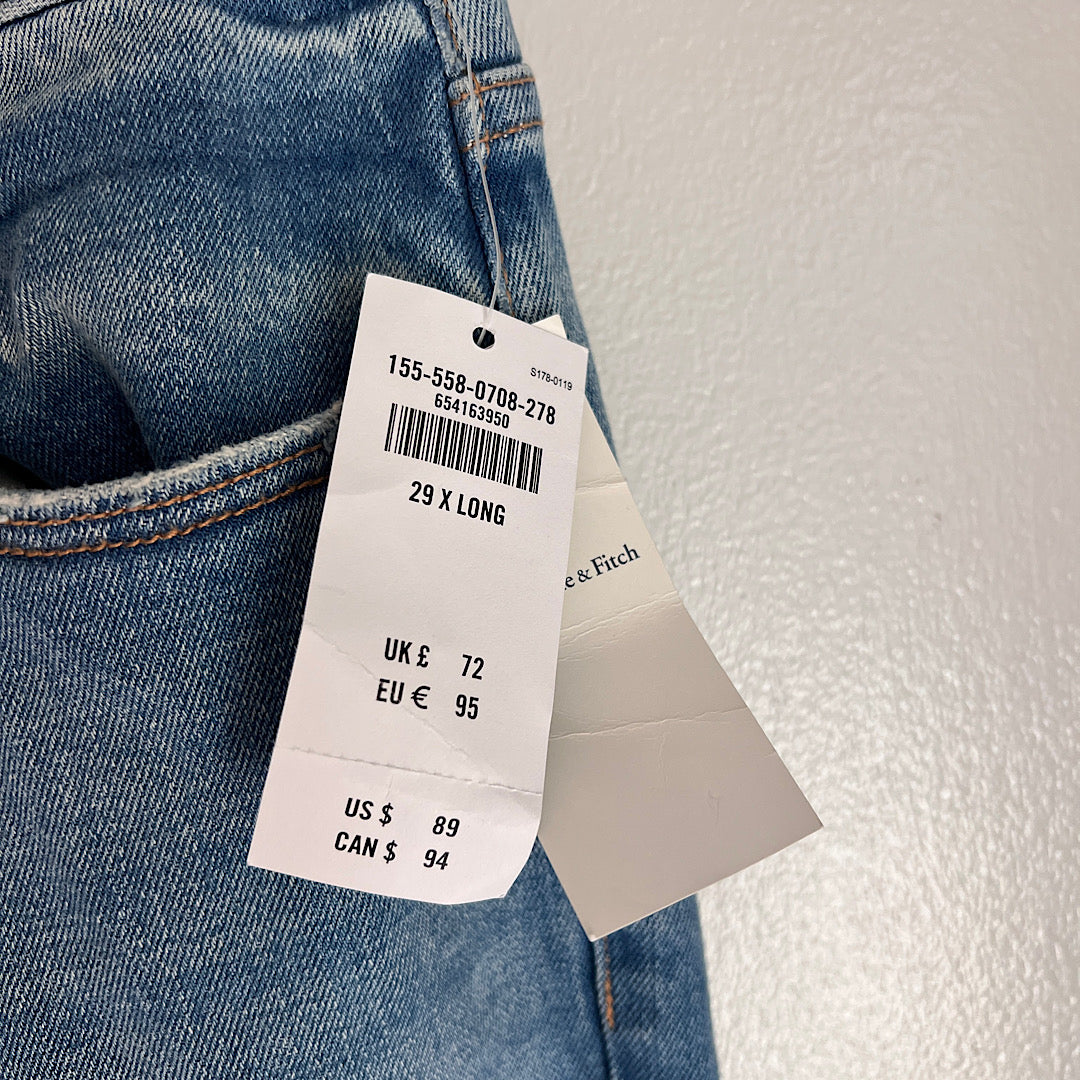 S178-0119
155-558-0708-278
654163950
29 X LONG
& Fitch
UK £ 72
EU € 95
US $ 89
CAN $ 94